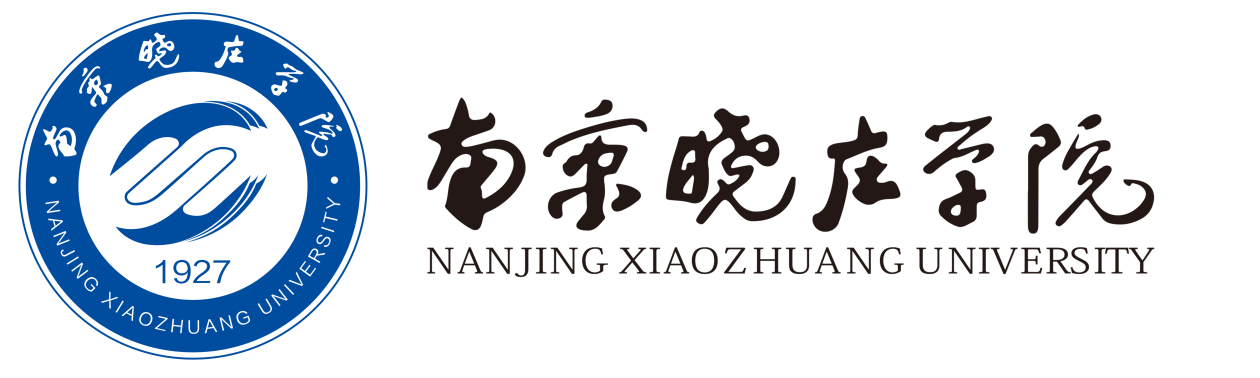 南京晓庄学院
1927
NANJING XIAOZHUANG UNIVERSITY
南京晓庄学院
NANJING XIAOZHUANG UNIVERSITY